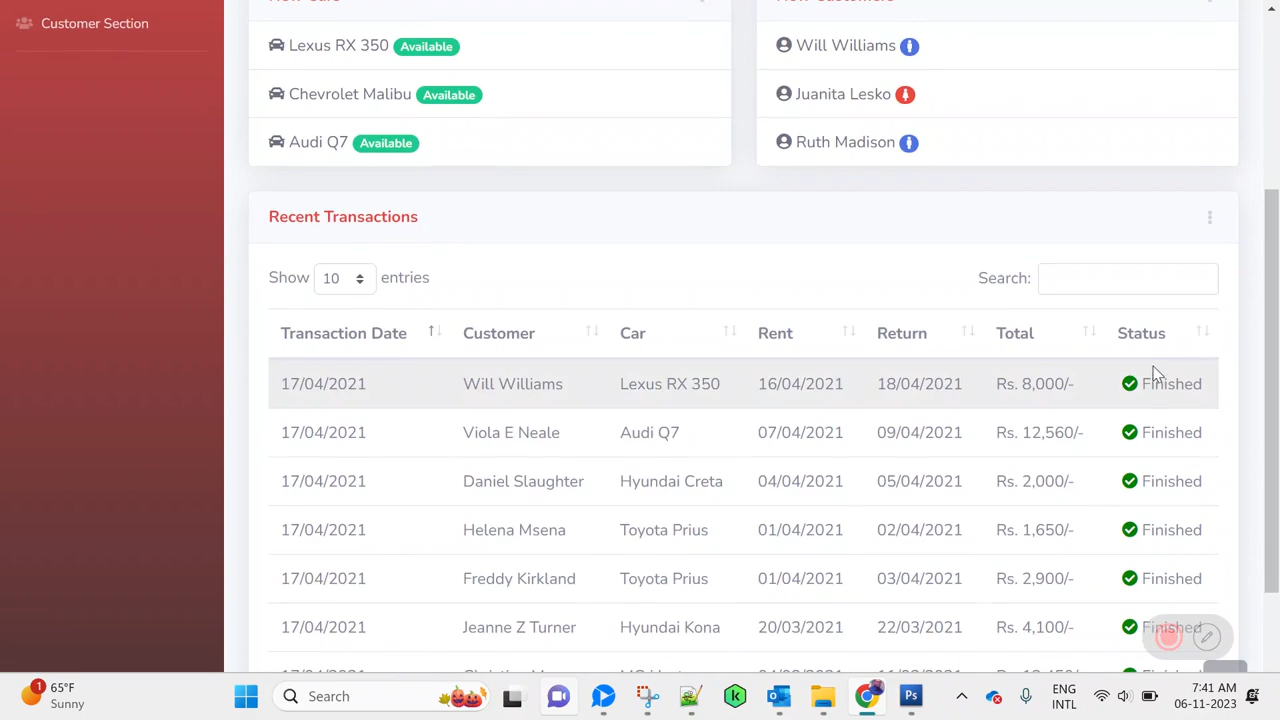 Customer Section
Lexus RX 350 Available
Chevrolet Malibu Available
Audi Q7 Available
Will Williams
Juanita Lesko
Ruth Madison
Recent Transactions
Show 10 entries
Search:
Transaction Date Customer Car Rent Return Total Status
17/04/2021 Will Williams Lexus RX 350 16/04/2021 18/04/2021 Rs. 8,000/- Finished
17/04/2021 Viola E Neale Audi Q7 07/04/2021 09/04/2021 Rs. 12,560/- Finished
17/04/2021 Daniel Slaughter Hyundai Creta 04/04/2021 05/04/2021 Rs. 2,000/- Finished
17/04/2021 Helena Msena Toyota Prius 01/04/2021 02/04/2021 Rs. 1,650/- Finished
17/04/2021 Freddy Kirkland Toyota Prius 01/04/2021 03/04/2021 Rs. 2,900/- Finished
17/04/2021 Jeanne Z Turner Hyundai Kona 20/03/2021 22/03/2021 Rs. 4,100/- Finished
1 65°F
Sunny
Search
Ps
ENG
INTL
7:41 AM
06-11-2023